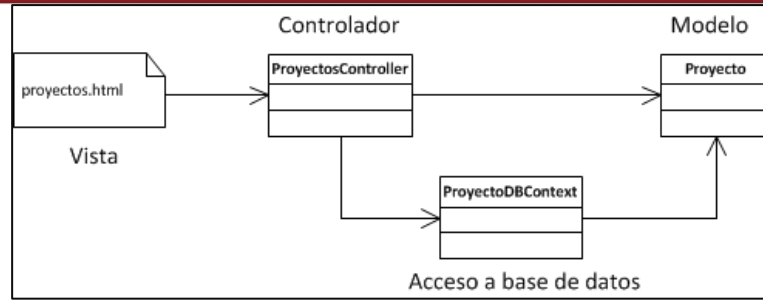 Controlador
Modelo
proyectos.html
ProyectosController
Proyecto
Vista
ProyectoDBContext
Acceso a base de datos